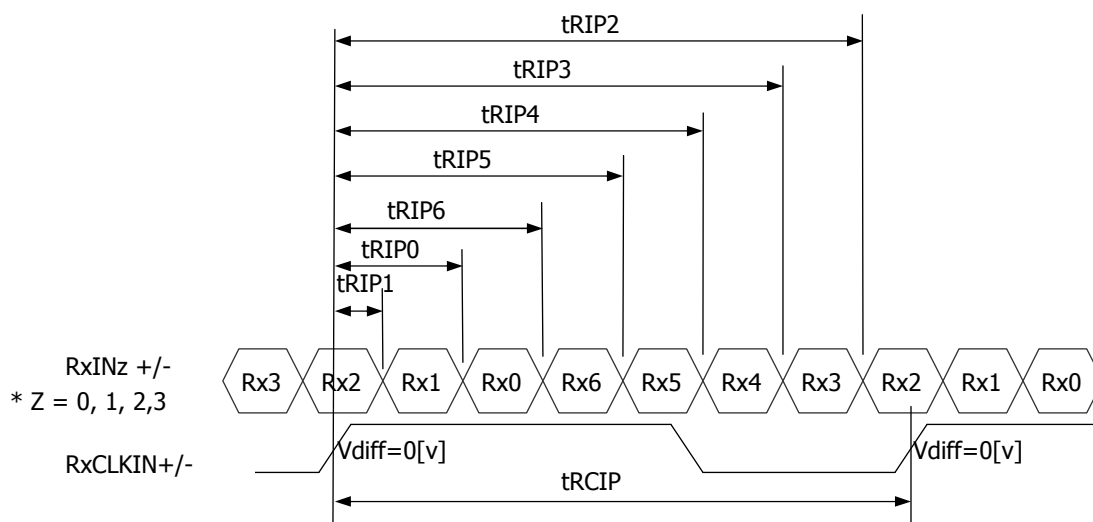 tRIP2
tRIP3
tRIP4
tRIP5
tRIP6
tRIP0
tRIP1
RxINz +/-
* Z = 0, 1, 2,3
Rx3 Rx2 Rx1 Rx0 Rx6 Rx5 Rx4 Rx3 Rx2 Rx1 Rx0
RxCLKIN+/-
Vdiff=0[v] Vdiff=0[v]
tRCIP